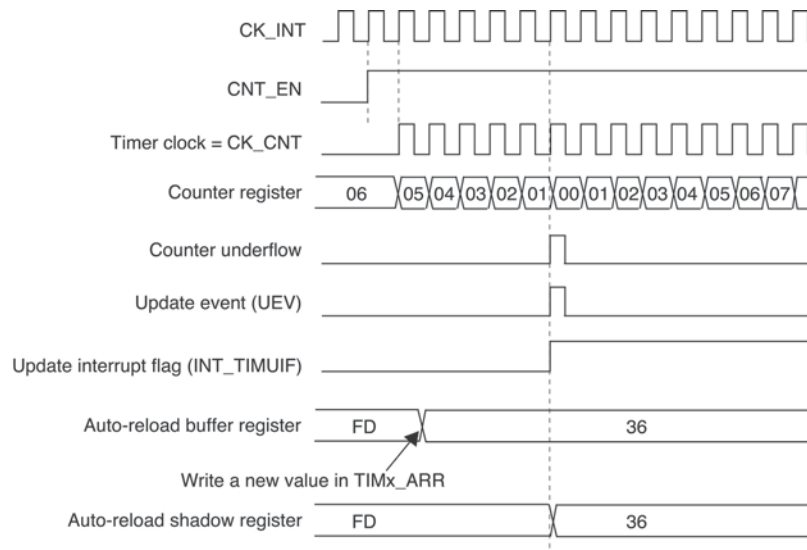 CK_INT
CNT_EN
Timer clock = CK_CNT
Counter register 06 05 04 03 02 01 00 01 02 03 04 05 06 07
Counter underflow
Update event (UEV)
Update interrupt flag (INT_TIMUIF)
Auto-reload buffer register FD 36
Write a new value in TIMx_ARR
Auto-reload shadow register FD 36